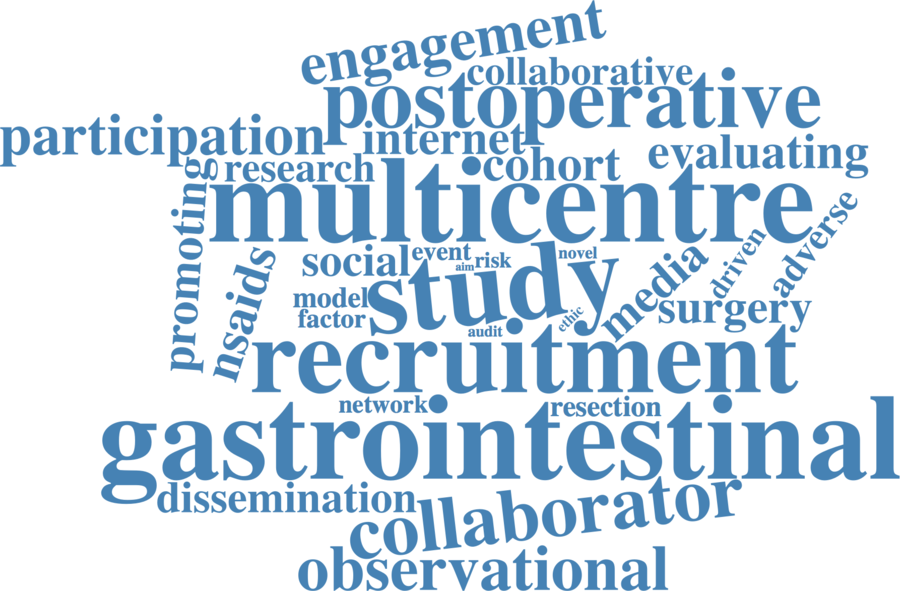 engagement
collaborative
postoperative
participation
internet
research
cohort
evaluating
promoting
multicentre
nsaids
social
event
aim
risk
novel
study
media
driven
adverse
model
factor
audit
ethic
surgery
recruitment
network
resection
gastrointestinal
dissemination
collaborator
observational